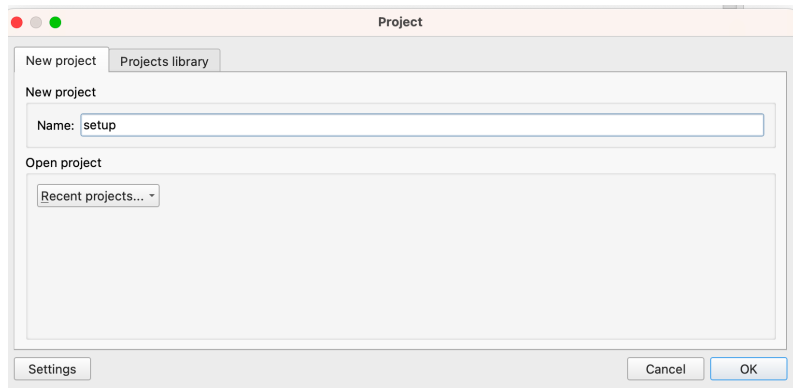 Project
New project Projects library
New project
Name: setup
Open project
Recent projects...
Settings Cancel OK